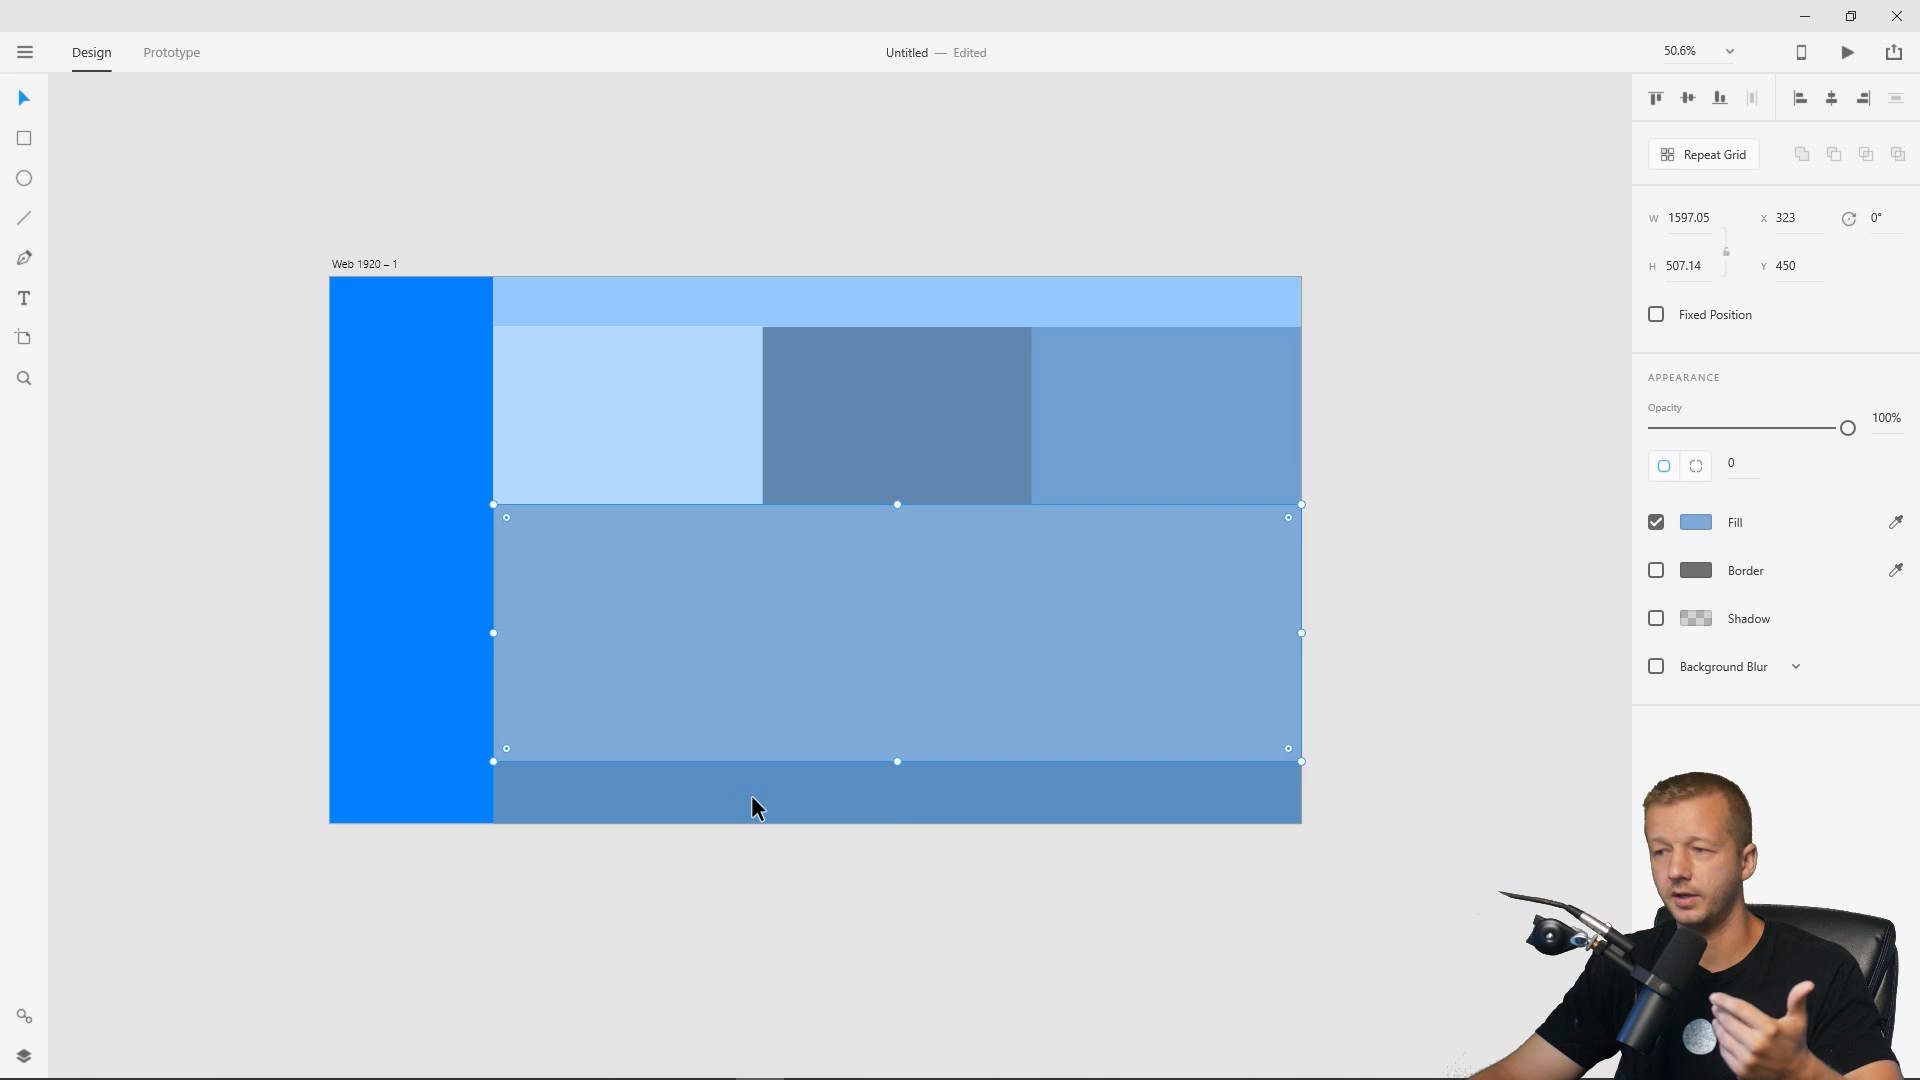 Design
Prototype
Untitled — Edited
50.6%
Repeat Grid
W 1597.05
X 323
0°
H 507.14
Y 450
Fixed Position
APPEARANCE
Opacity
100%
0
Fill
Border
Shadow
Background Blur
Web 1920 – 1